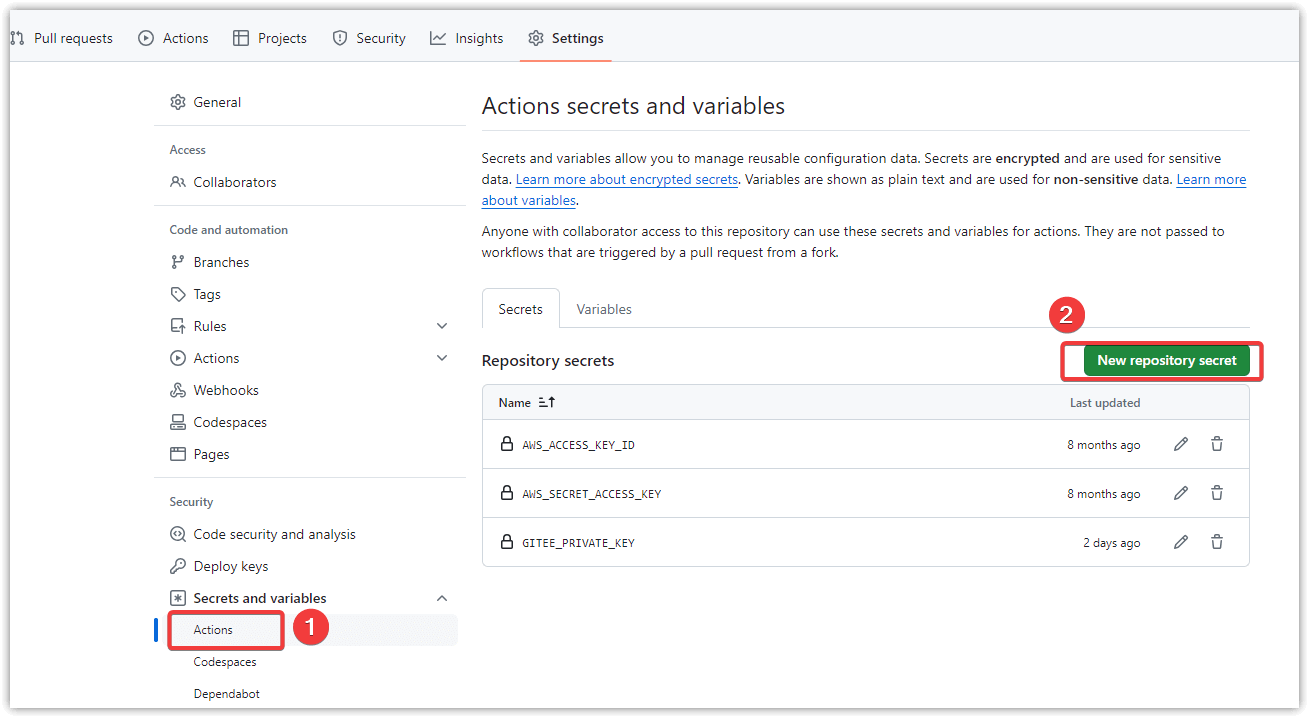 Pull requests Actions Projects Security Insights Settings
General
Access
Collaborators
Code and automation
Branches
Tags
Rules
Actions
Webhooks
Codespaces
Pages
Security
Code security and analysis
Deploy keys
Secrets and variables
Actions 1
Codespaces
Dependabot
Actions secrets and variables
Secrets and variables allow you to manage reusable configuration data. Secrets are encrypted and are used for sensitive
data. Learn more about encrypted secrets. Variables are shown as plain text and are used for non-sensitive data. Learn more
about variables.
Anyone with collaborator access to this repository can use these secrets and variables for actions. They are not passed to
workflows that are triggered by a pull request from a fork.
Secrets Variables
2
Repository secrets New repository secret
Name Last updated
AWS_ACCESS_KEY_ID 8 months ago
AWS_SECRET_ACCESS_KEY 8 months ago
GITEE_PRIVATE_KEY 2 days ago